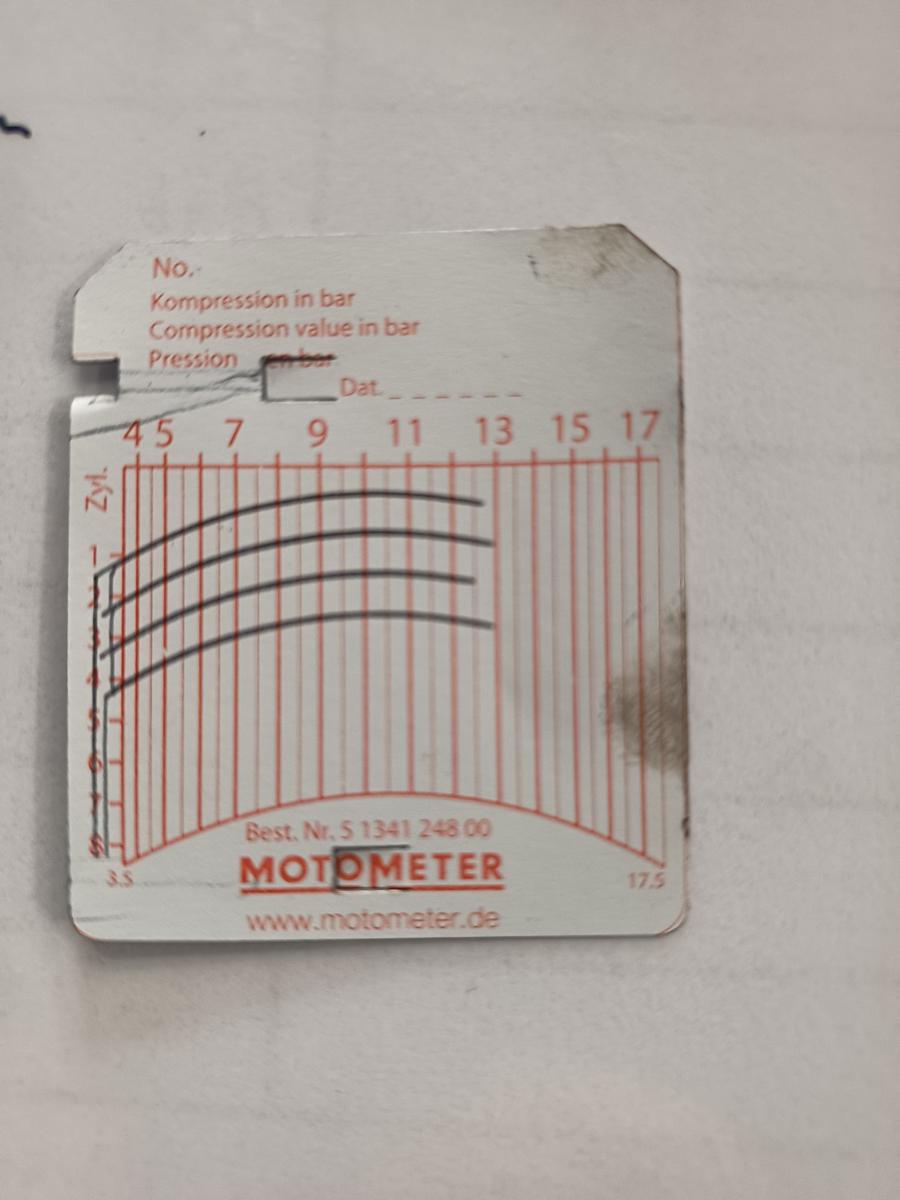 No.
Kompression in bar
Compression value in bar
Pression en bar
Dat. _ _ _ _ _ _
4 5 7 9 11 13 15 17
Zyl.
1
2
3
4
5
6
7
8
3.5 17.5
Best. Nr. 5 1341 248 00
MOTOMETER
www.motometer.de